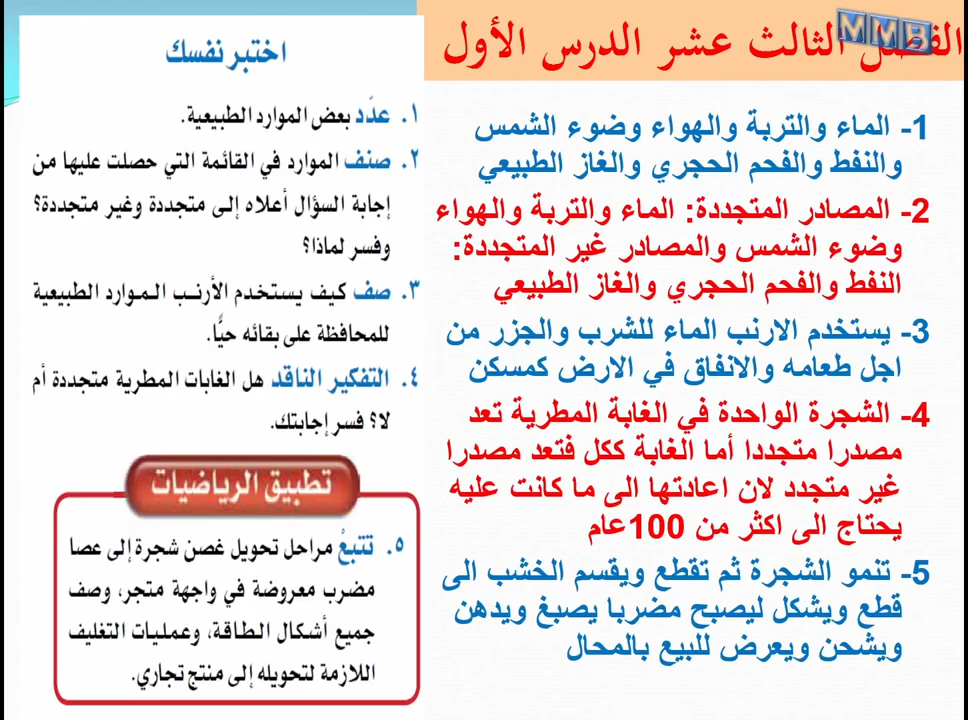 الفصل الثالث عشر الدرس الأول
MMB
اختبر نفسك
١. عدّد بعض الموارد الطبيعية.
٢. صنف الموارد في القائمة التي حصلت عليها من
إجابة السؤال أعلاه إلى متجددة وغير متجددة؟
وفسر لماذا؟
٣. صف كيف يستخدم الأرنب الموارد الطبيعية
للمحافظة على بقائه حيًّا.
٤. التفكير الناقد هل الغابات المطرية متجددة أم
لا؟ فسر إجابتك.
تطبيق الرياضيات
٥. تتبعْ مراحل تحويل غصن شجرة إلى عصا
مضرب معروضة في واجهة متجر، وصف
جميع أشكال الطاقة، وعمليات التغليف
اللازمة لتحويله إلى منتج تجاري.
1- الماء والتربة والهواء وضوء الشمس
والنفط والفحم الحجري والغاز الطبيعي
2- المصادر المتجددة: الماء والتربة والهواء
وضوء الشمس والمصادر غير المتجددة:
النفط والفحم الحجري والغاز الطبيعي
3- يستخدم الارنب الماء للشرب والجزر من
اجل طعامه والانفاق في الارض كمسكن
4- الشجرة الواحدة في الغابة المطرية تعد
مصدرا متجددا أما الغابة ككل فتعد مصدرا
غير متجدد لان اعادتها الى ما كانت عليه
يحتاج الى اكثر من 100عام
5- تنمو الشجرة ثم تقطع ويقسم الخشب الى
قطع ويشكل ليصبح مضربا يصبغ ويدهن
ويشحن ويعرض للبيع بالمحال